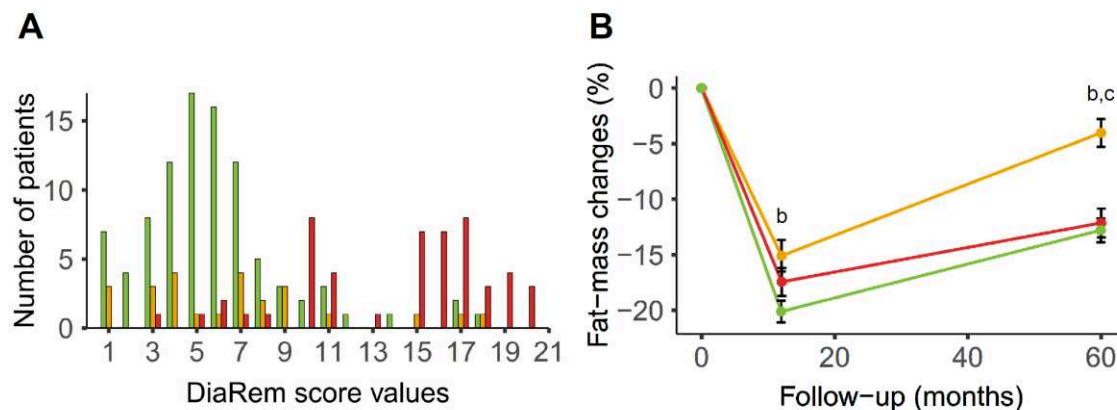 A
Number of patients
15
10
5
0
1 3 5 7 9 11 13 15 17 19 21
DiaRem score values
B
Fat−mass changes (%)
0
−5
−10
−15
−20
b
b,c
0 20 40 60
Follow−up (months)